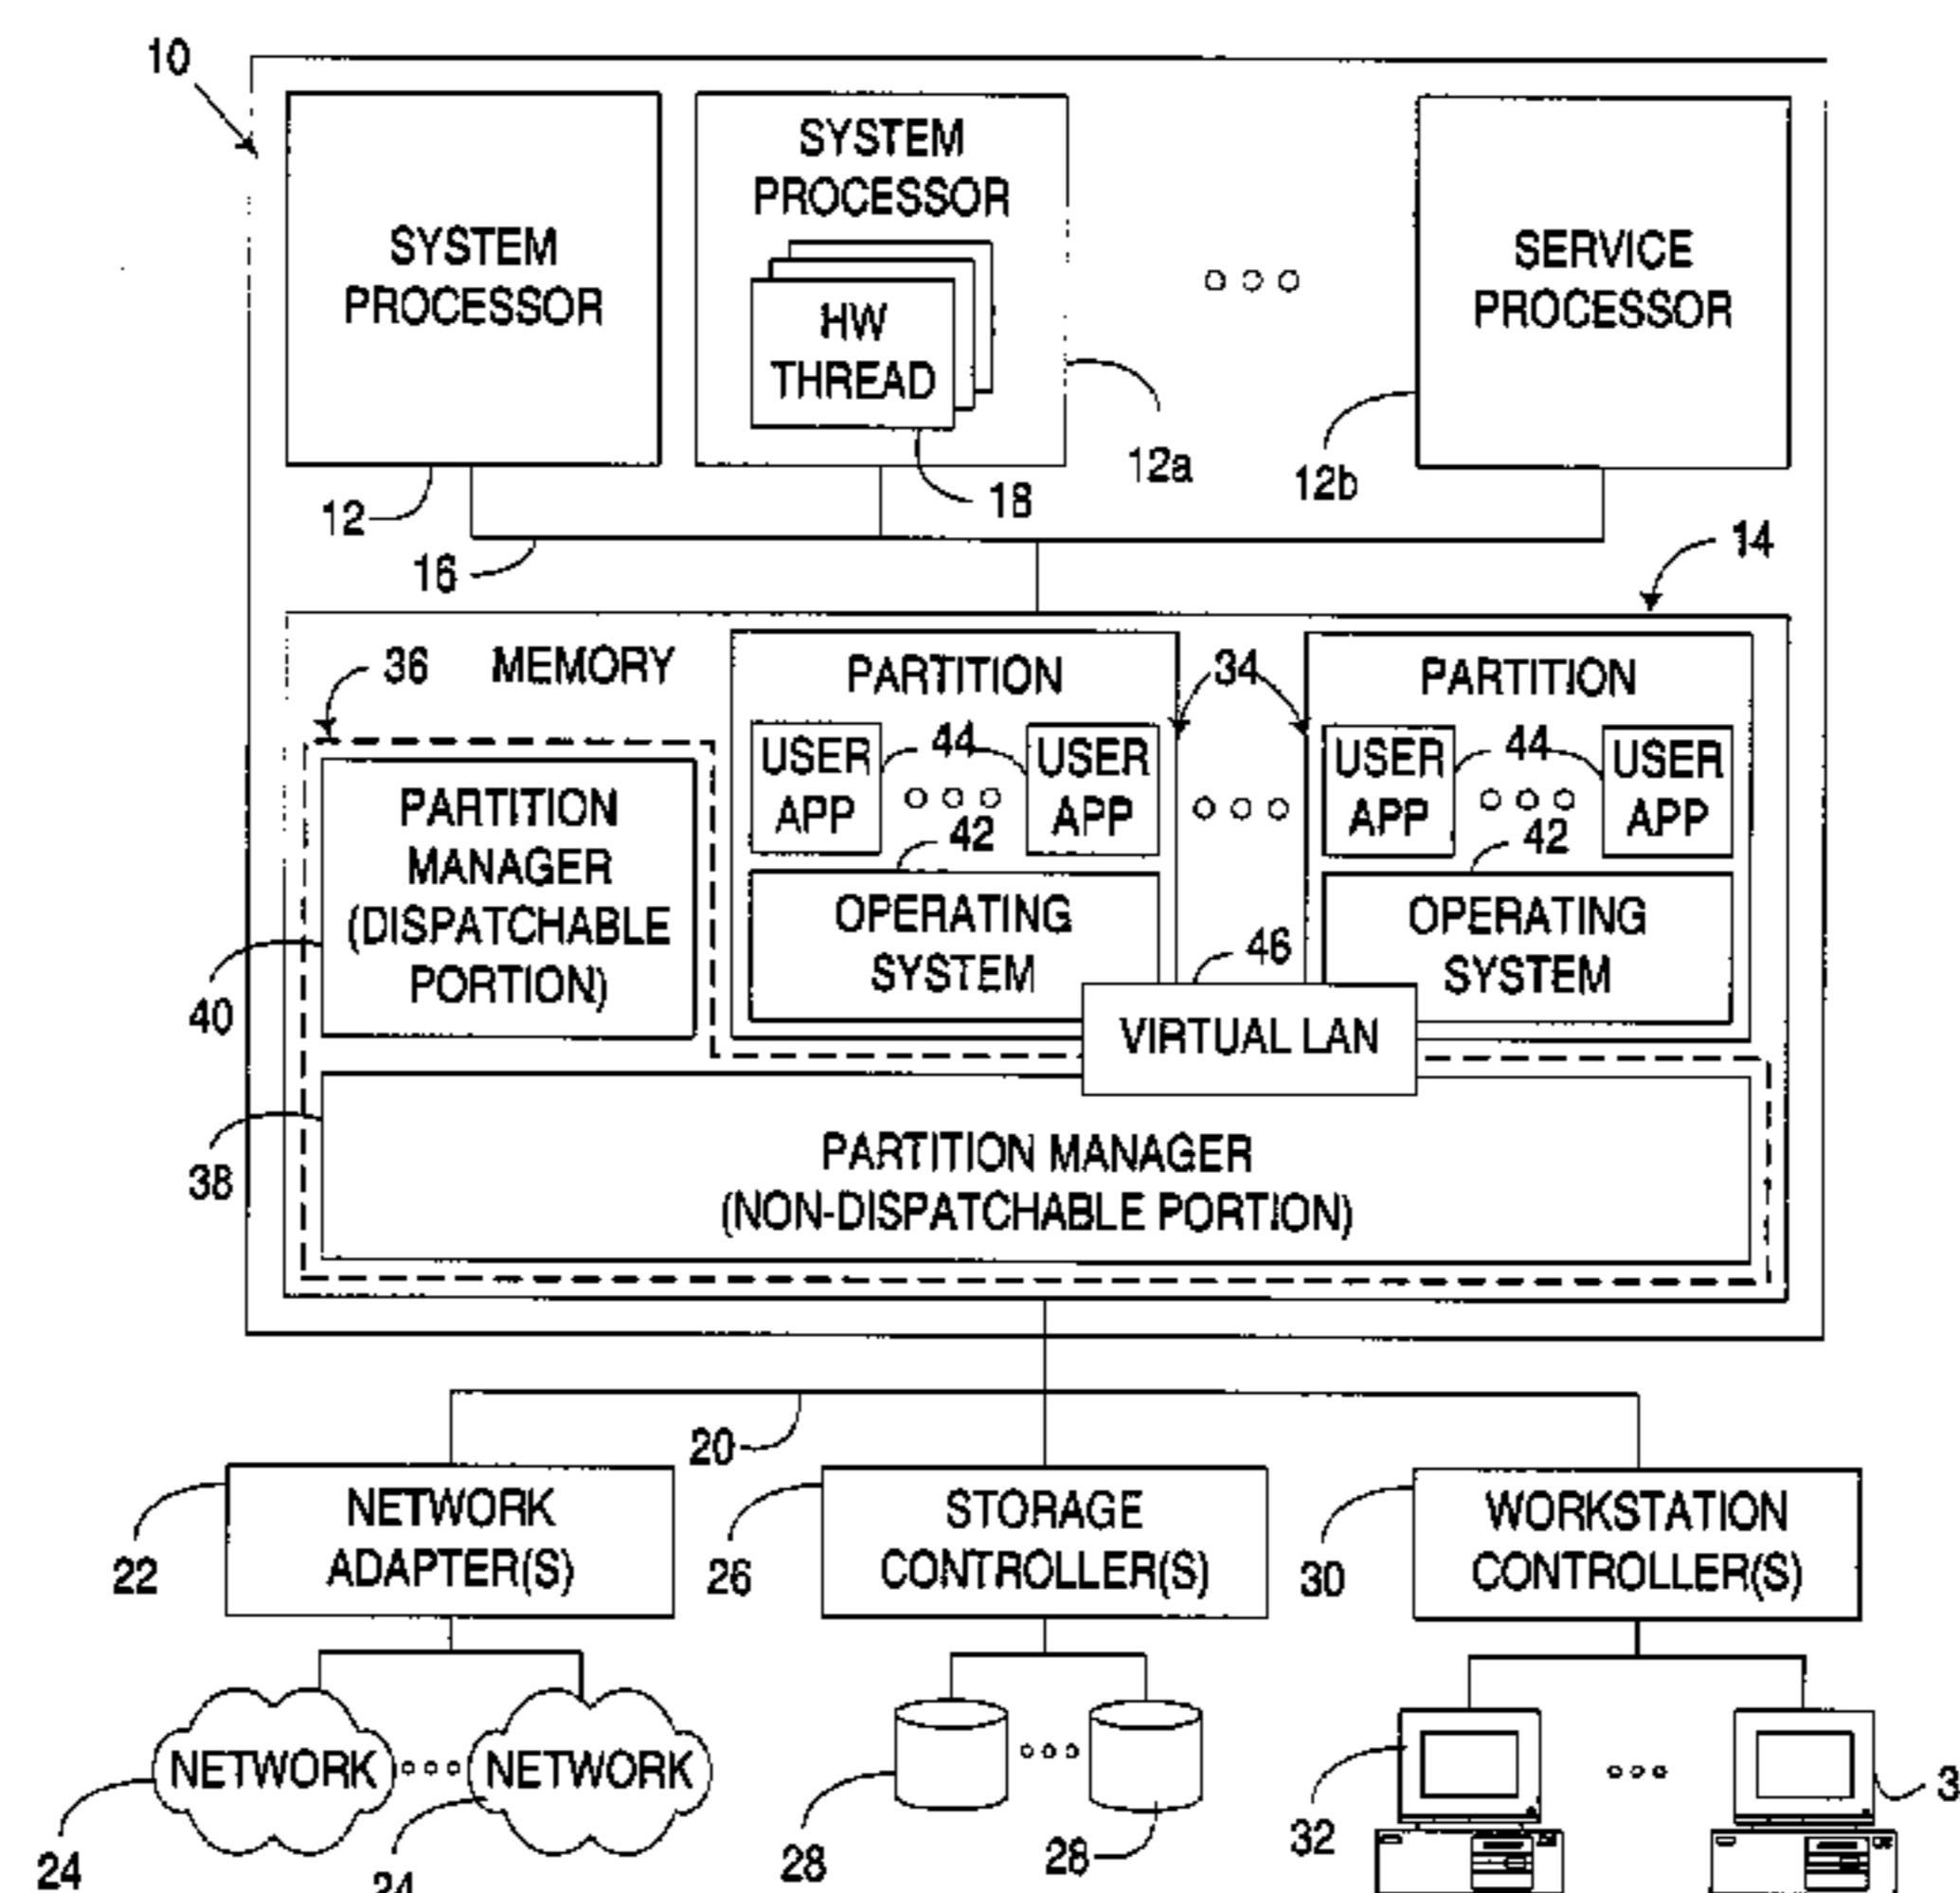 10
SYSTEM
PROCESSOR
SYSTEM
PROCESSOR
HW
THREAD
SERVICE
PROCESSOR
12
16
18
12a
12b
14
36
MEMORY
PARTITION
34
PARTITION
USER
APP
44
USER
APP
USER
APP
44
USER
APP
42
42
PARTITION
MANAGER
(DISPATCHABLE
PORTION)
OPERATING
SYSTEM
46
OPERATING
SYSTEM
40
VIRTUAL LAN
38
PARTITION MANAGER
(NON-DISPATCHABLE PORTION)
20
22
NETWORK
ADAPTER(S)
26
STORAGE
CONTROLLER(S)
30
WORKSTATION
CONTROLLER(S)
NETWORK
NETWORK
24
24
28
28
32
3